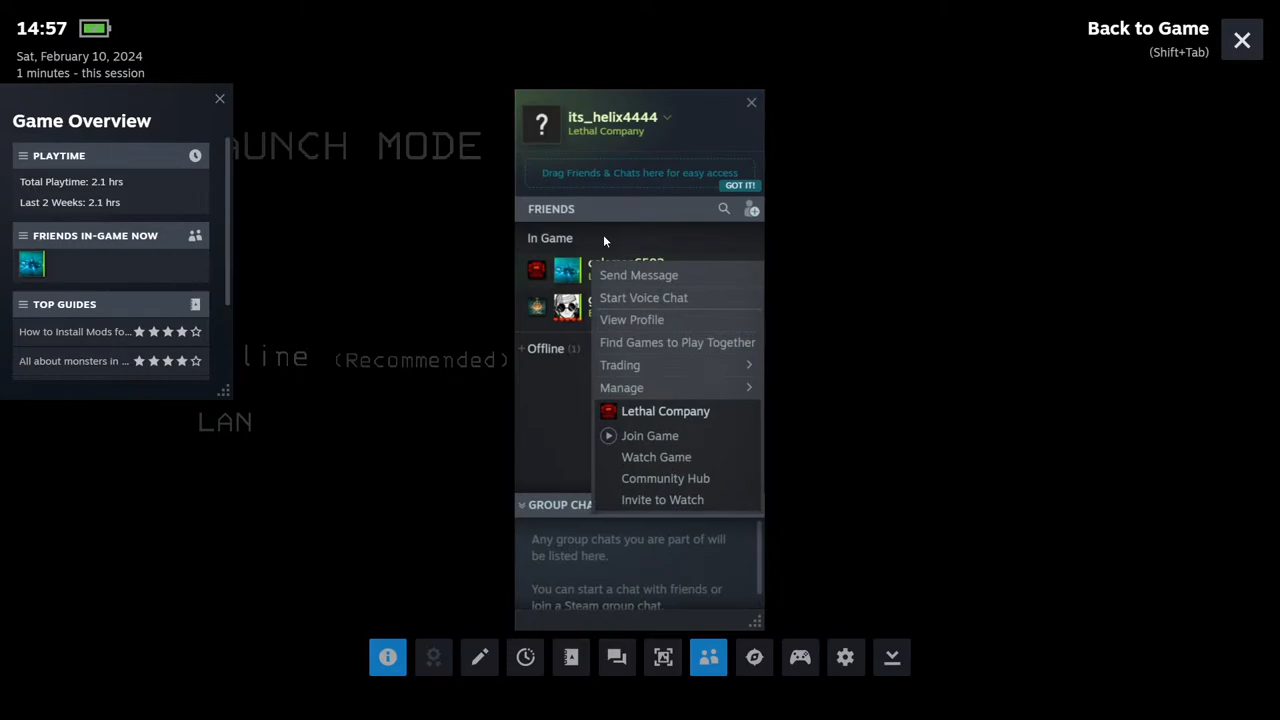 14:57
Sat, February 10, 2024
1 minutes - this session
Back to Game
(Shift+Tab)
Game Overview
PLAYTIME
Total Playtime: 2.1 hrs
Last 2 Weeks: 2.1 hrs
FRIENDS IN-GAME NOW
TOP GUIDES
How to Install Mods fo...
All about monsters in ...
AUNCH MODE
line (Recommended)
LAN
?
its_helix4444
Lethal Company
Drag Friends & Chats here for easy access
GOT IT!
FRIENDS
In Game
Offline (1)
Send Message
Start Voice Chat
View Profile
Find Games to Play Together
Trading
Manage
Lethal Company
Join Game
Watch Game
Community Hub
Invite to Watch
GROUP CHA
Any group chats you are part of will
be listed here.
You can start a chat with friends or
join a Steam group chat.